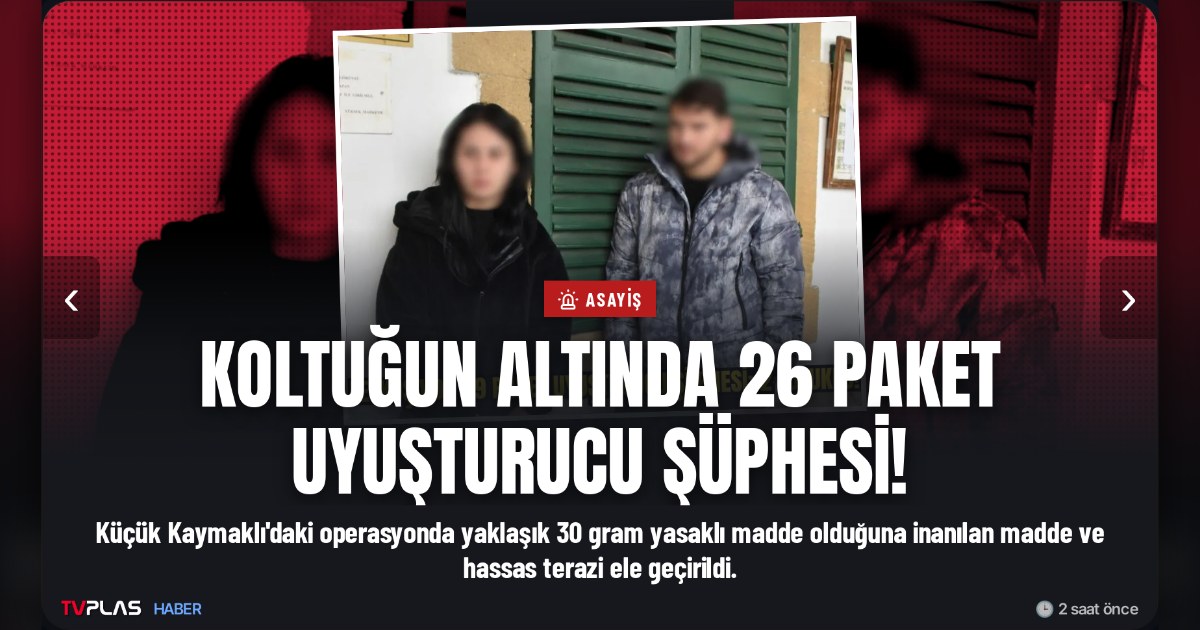 ASAYİŞ
KOLTUĞUN ALTINDA 26 PAKET
UYUŞTURUCU ŞÜPHESİ!
Küçük Kaymaklı'daki operasyonda yaklaşık 30 gram yasaklı madde olduğuna inanılan madde ve
hassas terazi ele geçirildi.
TVPLAS HABER
2 saat önce